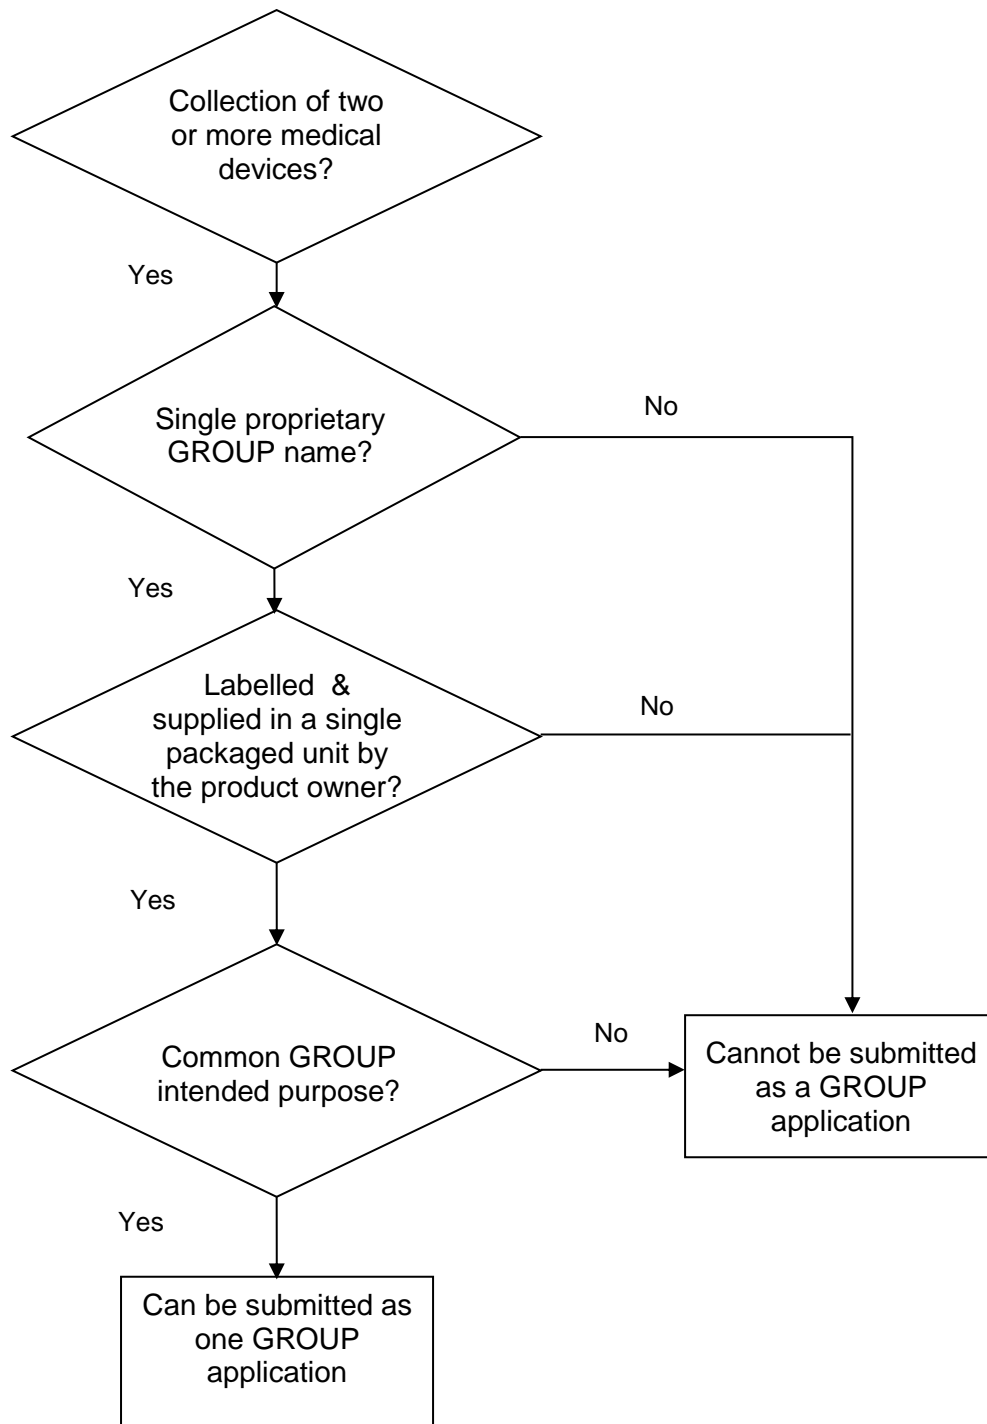 Collection of two
or more medical
devices?
Yes
Single proprietary
GROUP name?
No
Yes
Labelled &
supplied in a single
packaged unit by
the product owner?
No
Yes
Common GROUP
intended purpose?
No
Cannot be submitted
as a GROUP
application
Yes
Can be submitted as
one GROUP
application